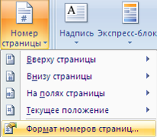 Номер страницы
Надпись
Экспресс-блок
Вверху страницы
Внизу страницы
На полях страницы
Текущее положение
Формат номеров страниц...